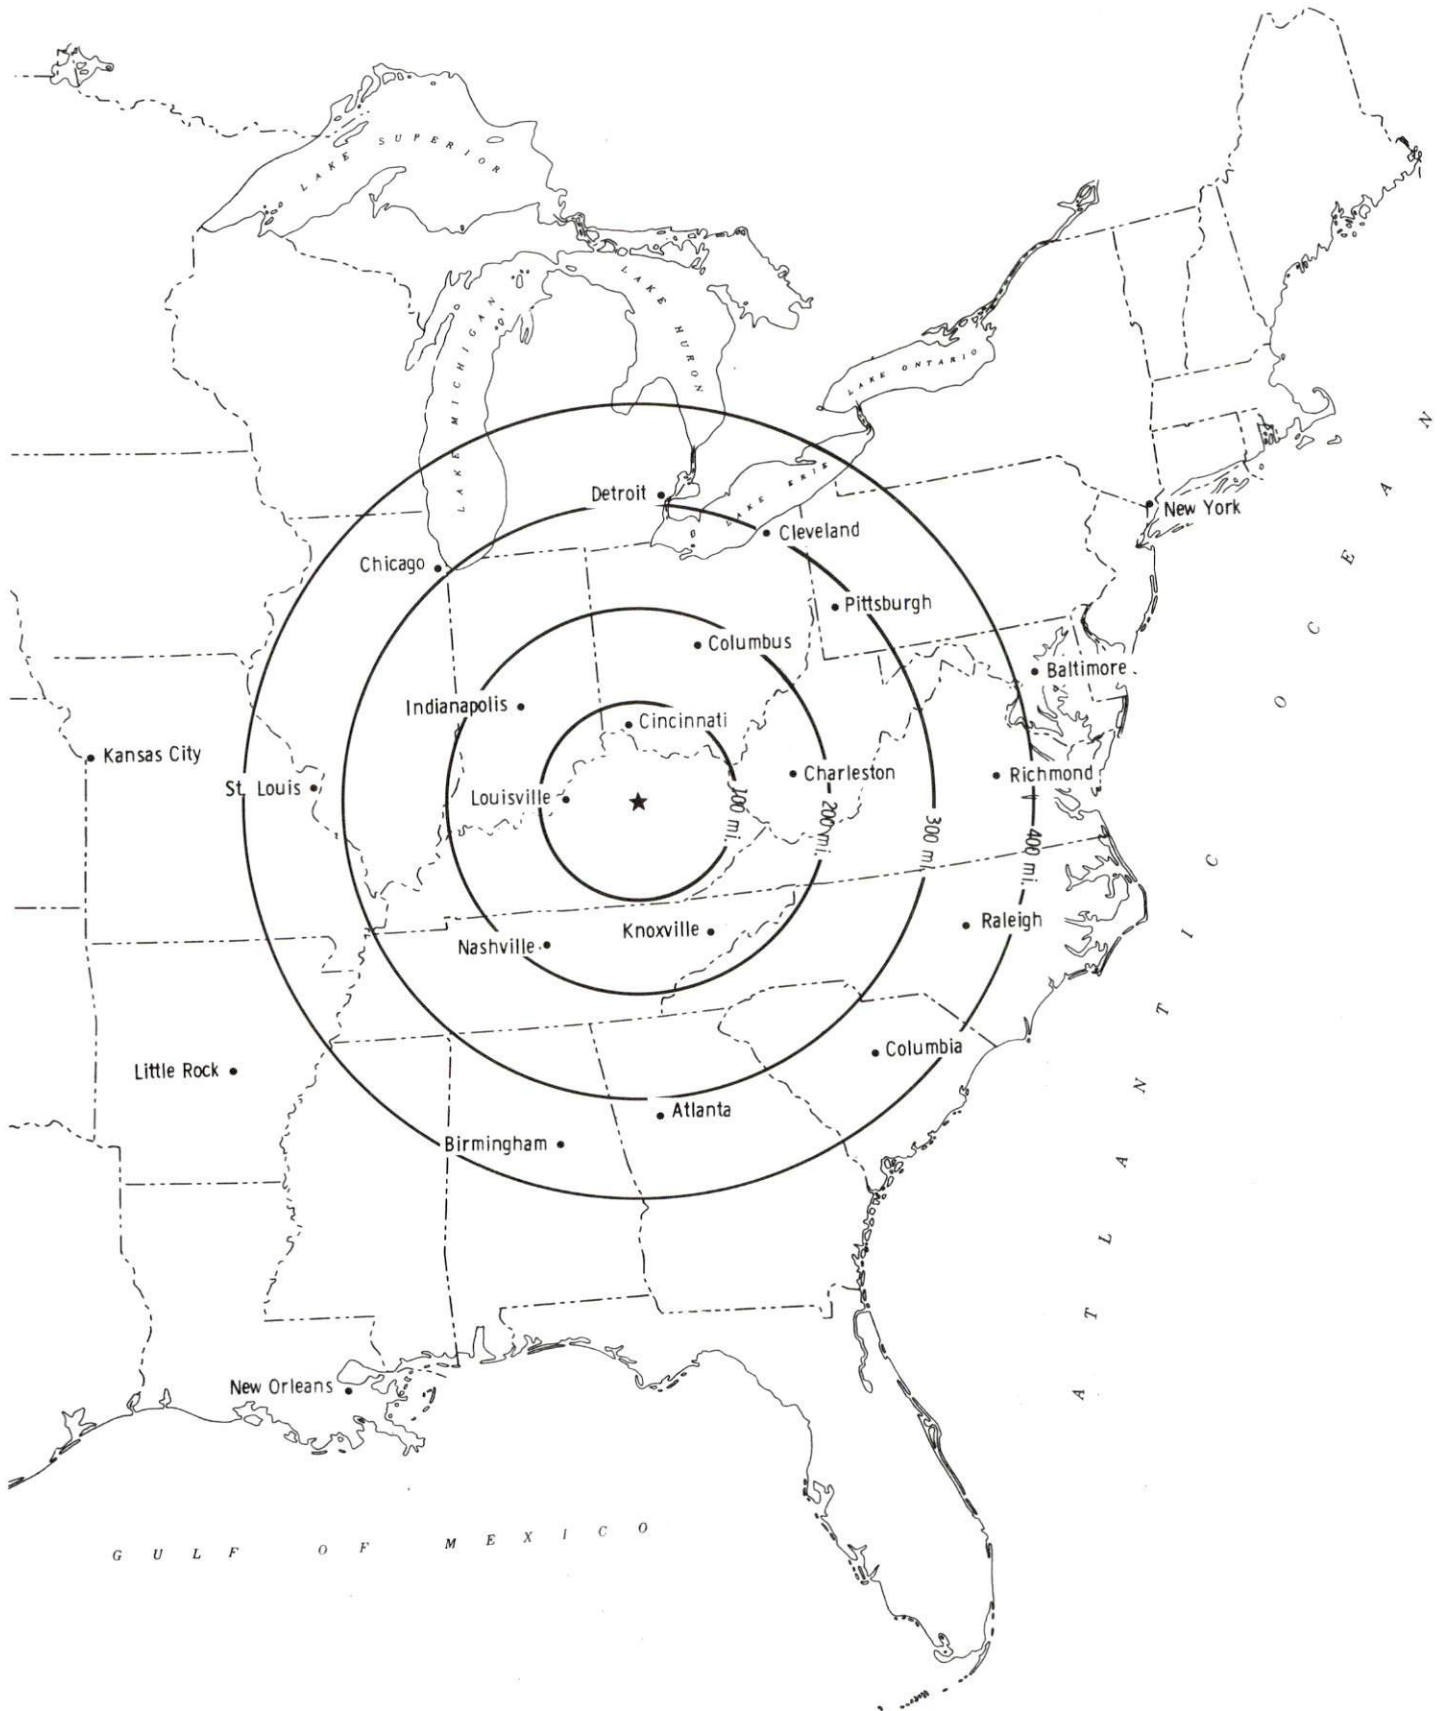 LAKE SUPERIOR
LAKE MICHIGAN
LAKE HURON
LAKE ONTARIO
LAKE ERIE
Detroit
New York
Cleveland
Chicago
Pittsburgh
Columbus
Baltimore
Indianapolis
Cincinnati
Kansas City
St. Louis
Louisville
Charleston
Richmond
100 mi.
200 mi.
300 mi.
400 mi.
Raleigh
Knoxville
Nashville
Columbia
Little Rock
Atlanta
Birmingham
New Orleans
ATLANTIC OCEAN
GULF OF MEXICO